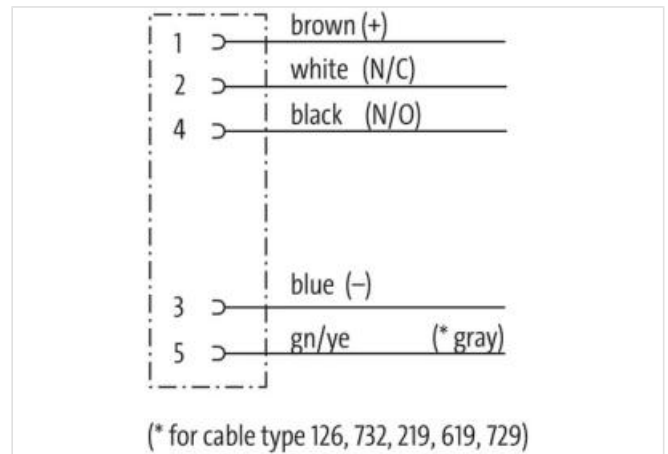 1 brown (+)
2 white (N/C)
4 black (N/O)
3 blue (–)
5 gn/ye (* gray)
(* for cable type 126, 732, 219, 619, 729)